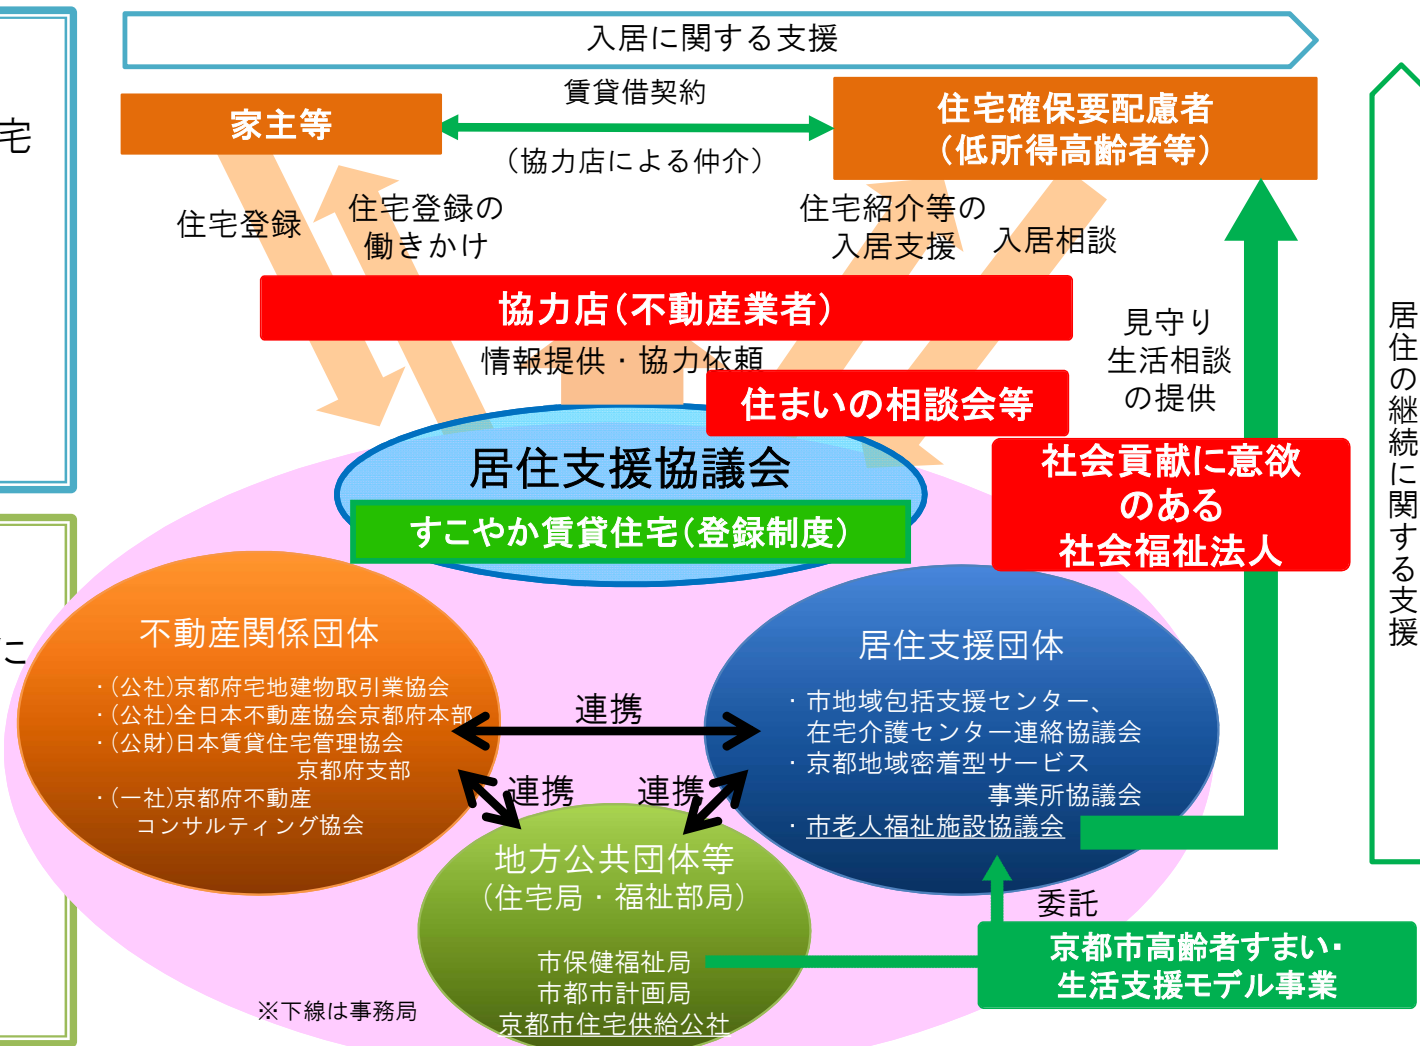 入居に関する支援
宅
家主等
賃貸借契約
（協力店による仲介）
住宅確保要配慮者
（低所得高齢者等）
住宅登録
住宅登録の
働きかけ
住宅紹介等の
入居支援
入居相談
協力店（不動産業者）
情報提供・協力依頼
住まいの相談会等
見守り
生活相談
の提供
居住の継続に関する支援
居住支援協議会
すこやか賃貸住宅（登録制度）
社会貢献に意欲
のある
社会福祉法人
に
不動産関係団体
・（公社）京都府宅地建物取引業協会
・（公社）全日本不動産協会京都府本部
・（公財）日本賃貸住宅管理協会
京都府支部
・（一社）京都府不動産
コンサルティング協会
連携
連携
連携
居住支援団体
・市地域包括支援センター、
在宅介護センター連絡協議会
・京都地域密着型サービス
事業所協議会
・市老人福祉施設協議会
地方公共団体等
（住宅局・福祉部局）
市保健福祉局
市都市計画局
京都市住宅供給公社
委託
京都市高齢者すまい・
生活支援モデル事業
※下線は事務局